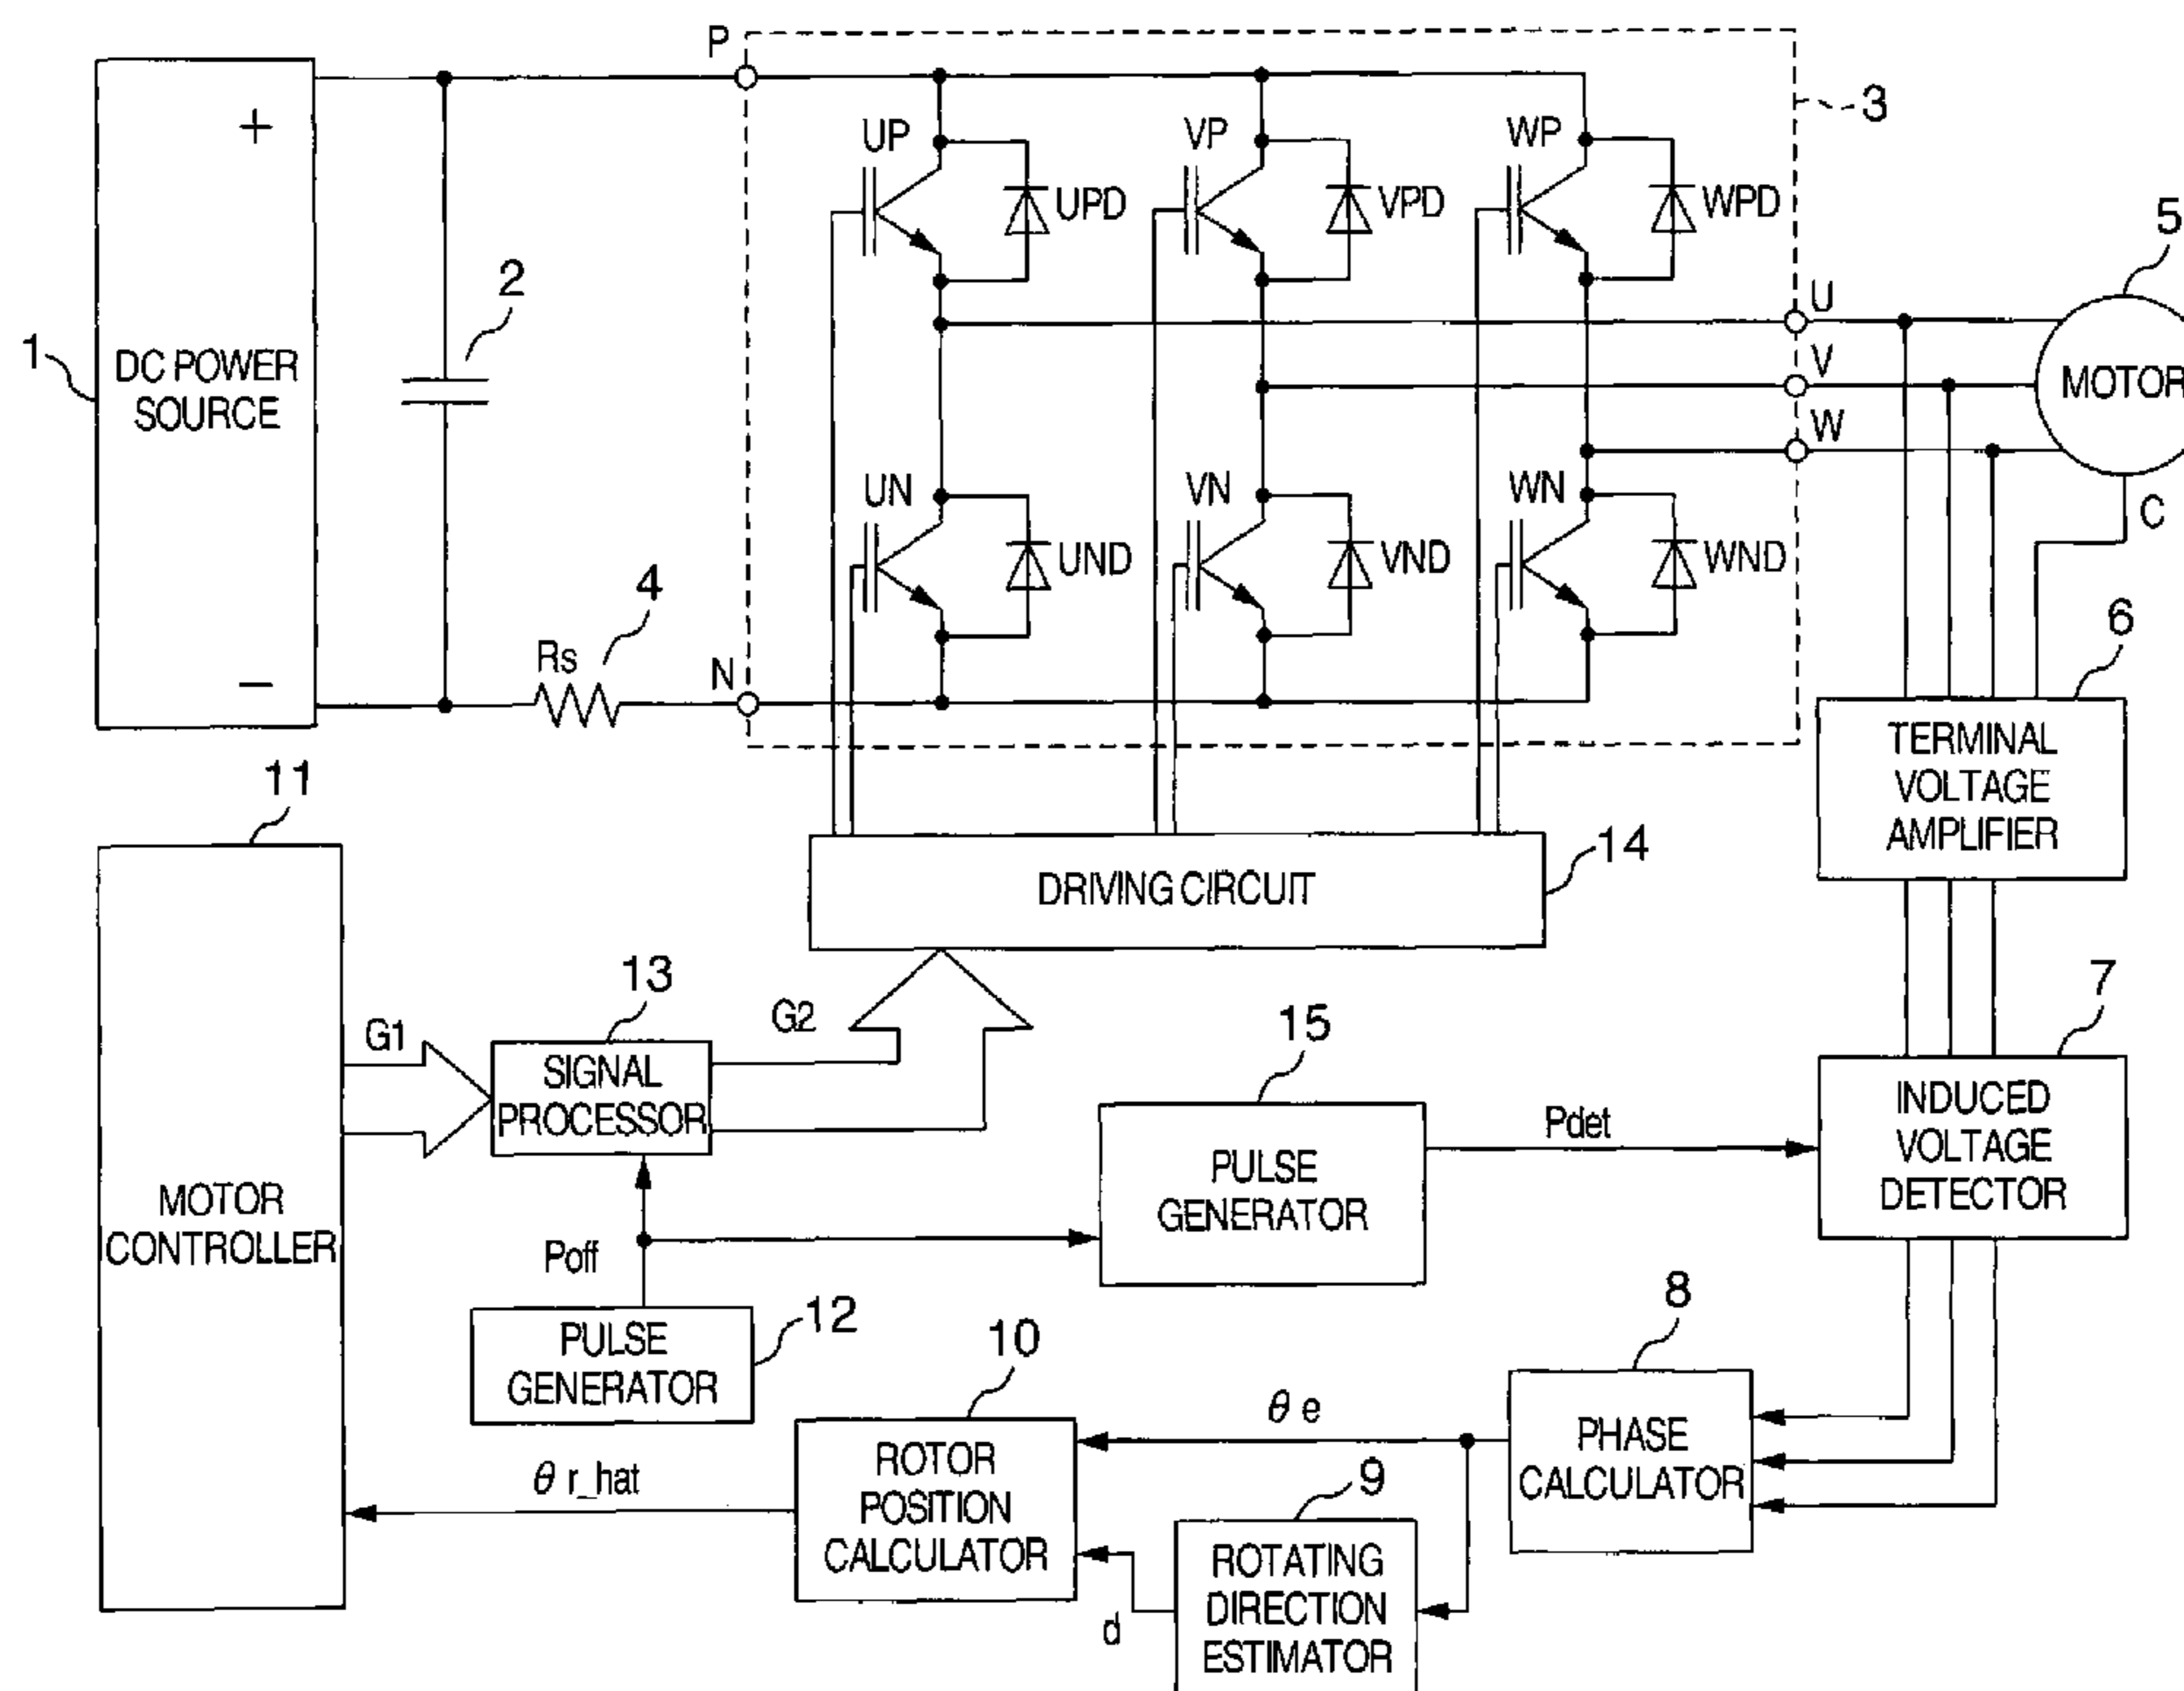 P
3
+
UP
VP
WP
UPD
VPD
WPD
5
2
U
1
DC POWER
SOURCE
V
MOTOR
W
UN
VN
WN
C
UND
VND
WND
4
6
Rs
N
−
TERMINAL
VOLTAGE
AMPLIFIER
11
14
DRIVING CIRCUIT
13
G2
7
G1
15
SIGNAL
PROCESSOR
INDUCED
VOLTAGE
DETECTOR
Pdet
PULSE
GENERATOR
MOTOR
CONTROLLER
Poff
8
12
PULSE
GENERATOR
10
θ e
PHASE
CALCULATOR
ROTOR
POSITION
CALCULATOR
θ r_hat
9
ROTATING
DIRECTION
ESTIMATOR
d